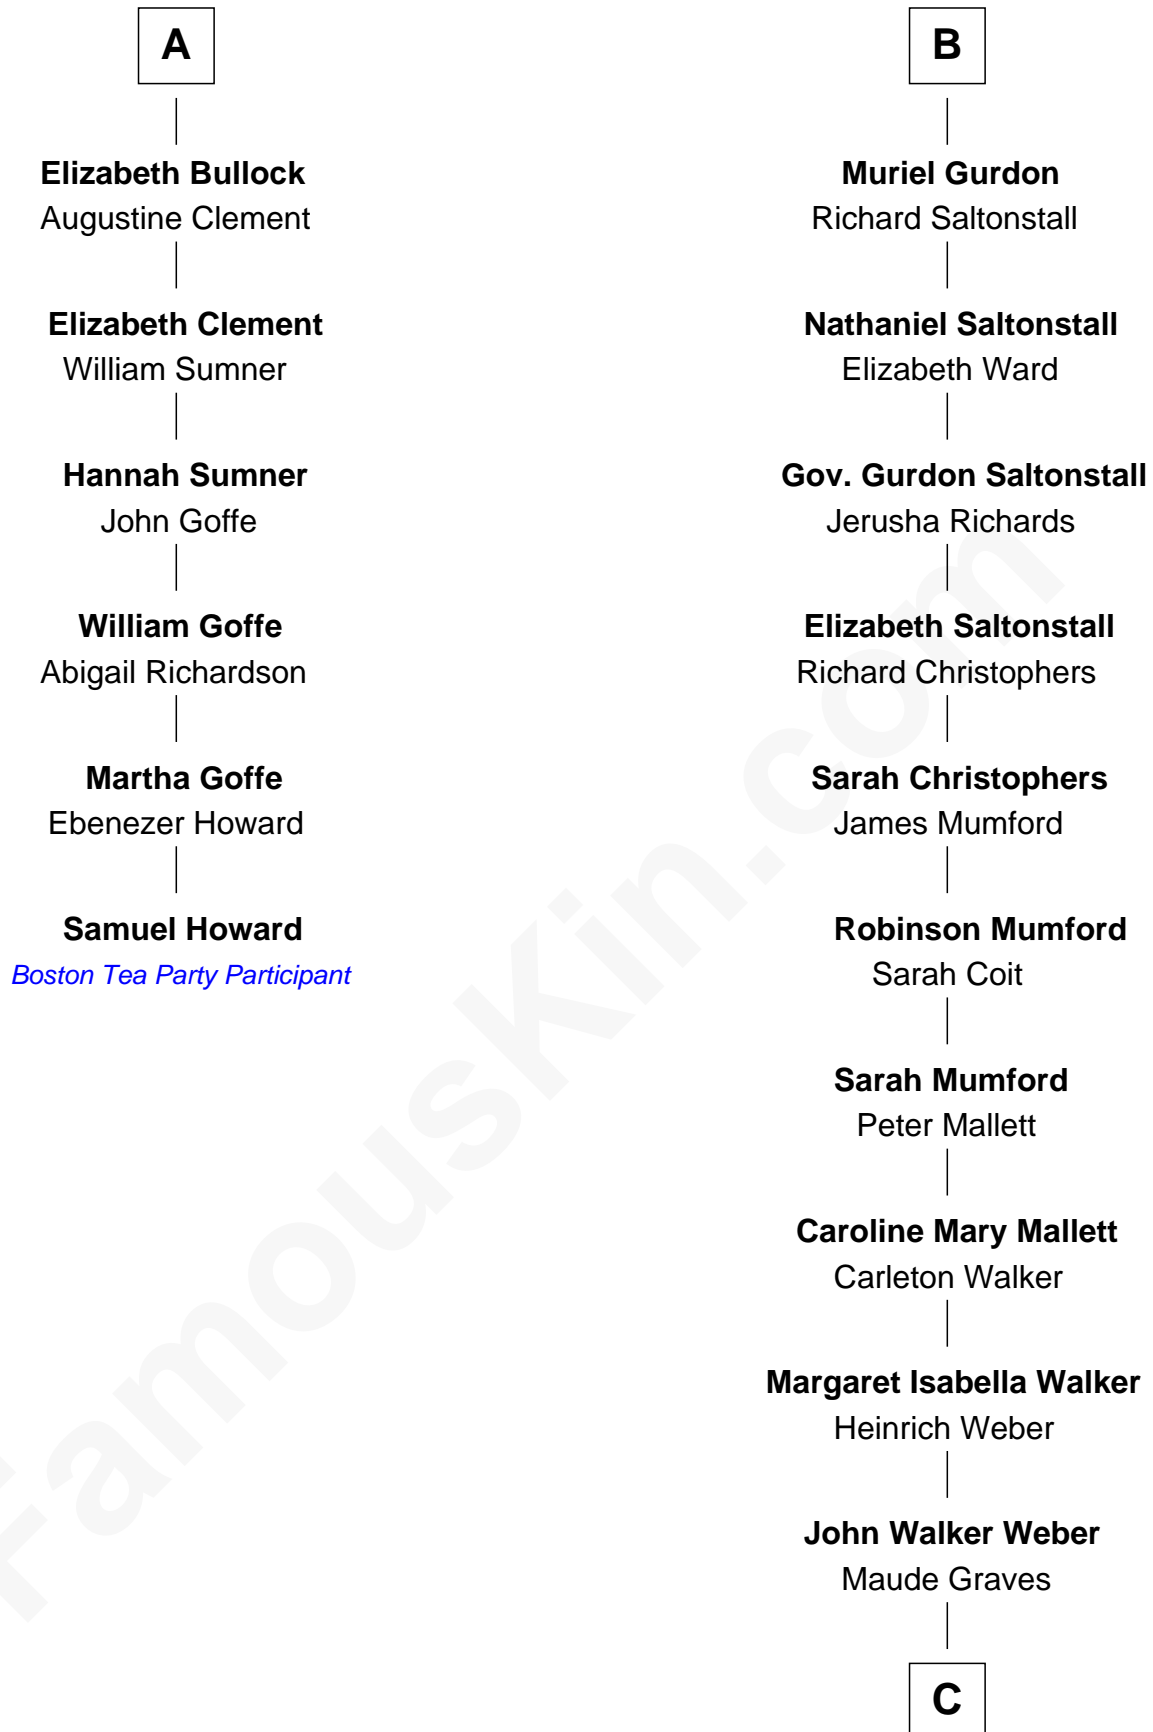 A
Elizabeth Bullock
Augustine Clement
Elizabeth Clement
William Sumner
Hannah Sumner
John Goffe
William Goffe
Abigail Richardson
Martha Goffe
Ebenezer Howard
Samuel Howard
Boston Tea Party Participant
B
Muriel Gurdon
Richard Saltonstall
Nathaniel Saltonstall
Elizabeth Ward
Gov. Gurdon Saltonstall
Jerusha Richards
Elizabeth Saltonstall
Richard Christophers
Sarah Christophers
James Mumford
Robinson Mumford
Sarah Coit
Sarah Mumford
Peter Mallett
Caroline Mary Mallett
Carleton Walker
Margaret Isabella Walker
Heinrich Weber
John Walker Weber
Maude Graves
C
FamousKin.com